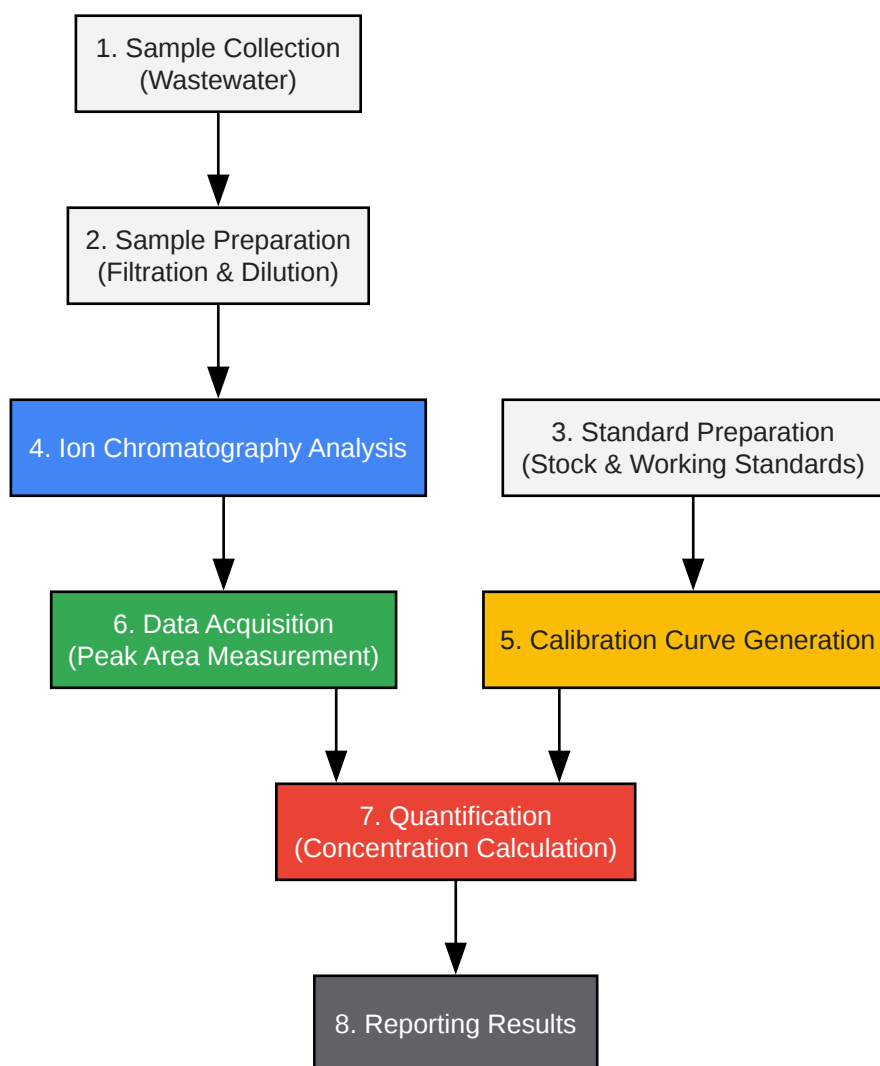 1. Sample Collection
(Wastewater)
2. Sample Preparation
(Filtration & Dilution)
4. Ion Chromatography Analysis
3. Standard Preparation
(Stock & Working Standards)
6. Data Acquisition
(Peak Area Measurement)
5. Calibration Curve Generation
7. Quantification
(Concentration Calculation)
8. Reporting Results